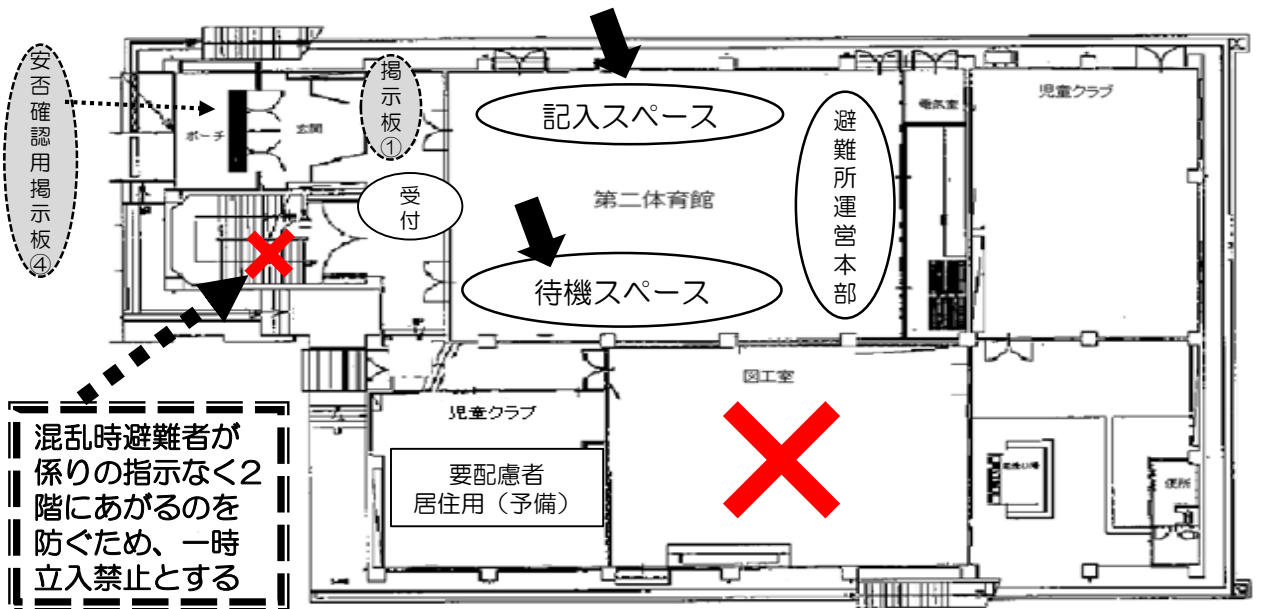 安否確認用掲示板④
ポーチ
玄関
掲示板①
受付
記入スペース
第二体育館
待機スペース
避難所運営本部
電気室
児童クラブ
児童クラブ
要配慮者
居住用（予備）
図工室
便所
混乱時避難者が
係りの指示なく2
階にあがるのを
防ぐため、一時
立入禁止とする